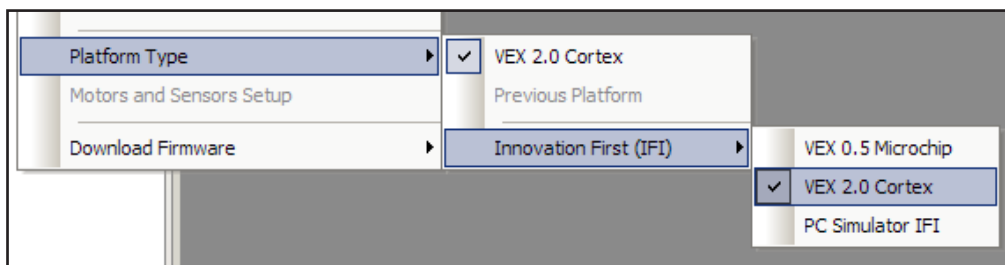 Platform Type
VEX 2.0 Cortex
Motors and Sensors Setup
Previous Platform
Download Firmware
Innovation First (IFI)
VEX 0.5 Microchip
VEX 2.0 Cortex
PC Simulator IFI